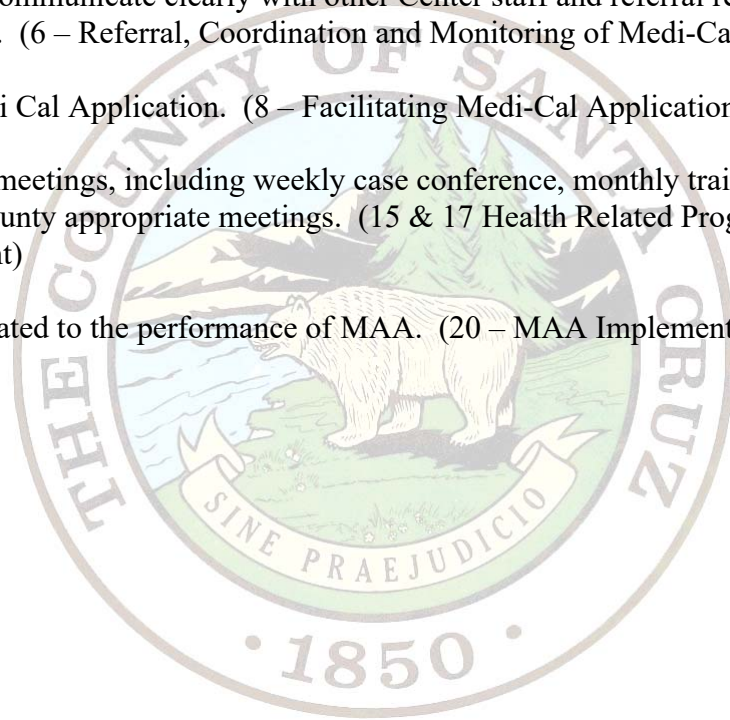 ommunicate clearly with other Center staff and referral re
. (6 – Referral, Coordination and Monitoring of Medi-Ca
i Cal Application. (8 – Facilitating Medi-Cal Application
meetings, including weekly case conference, monthly trai
unty appropriate meetings. (15 & 17 Health Related Prog
nt)
ated to the performance of MAA. (20 – MAA Implement
THE COUNTY OF SANTA CRUZ
SINE PRAEJUDICIO
• 1850 •